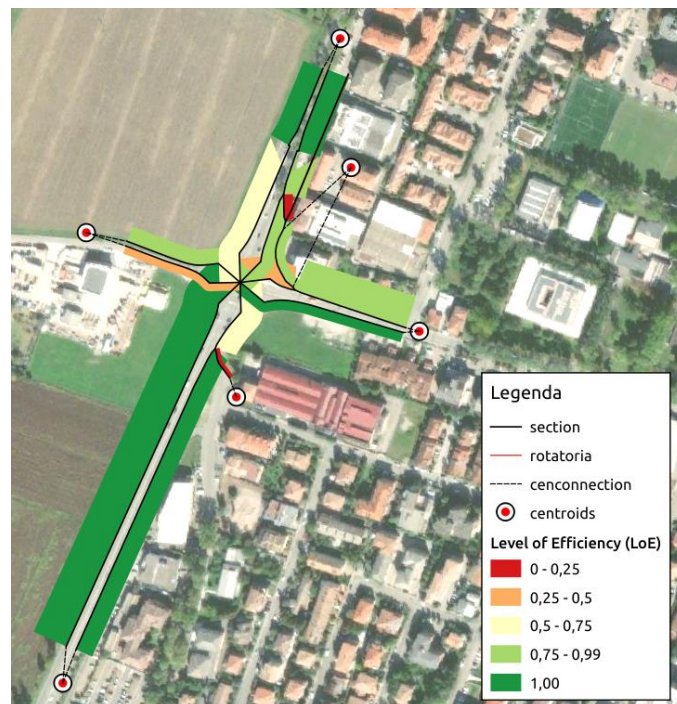 Legenda
section
rotatoria
cenconnection
centroids
Level of Efficiency (LoE)
0 - 0,25
0,25 - 0,5
0,5 - 0,75
0,75 - 0,99
1,00